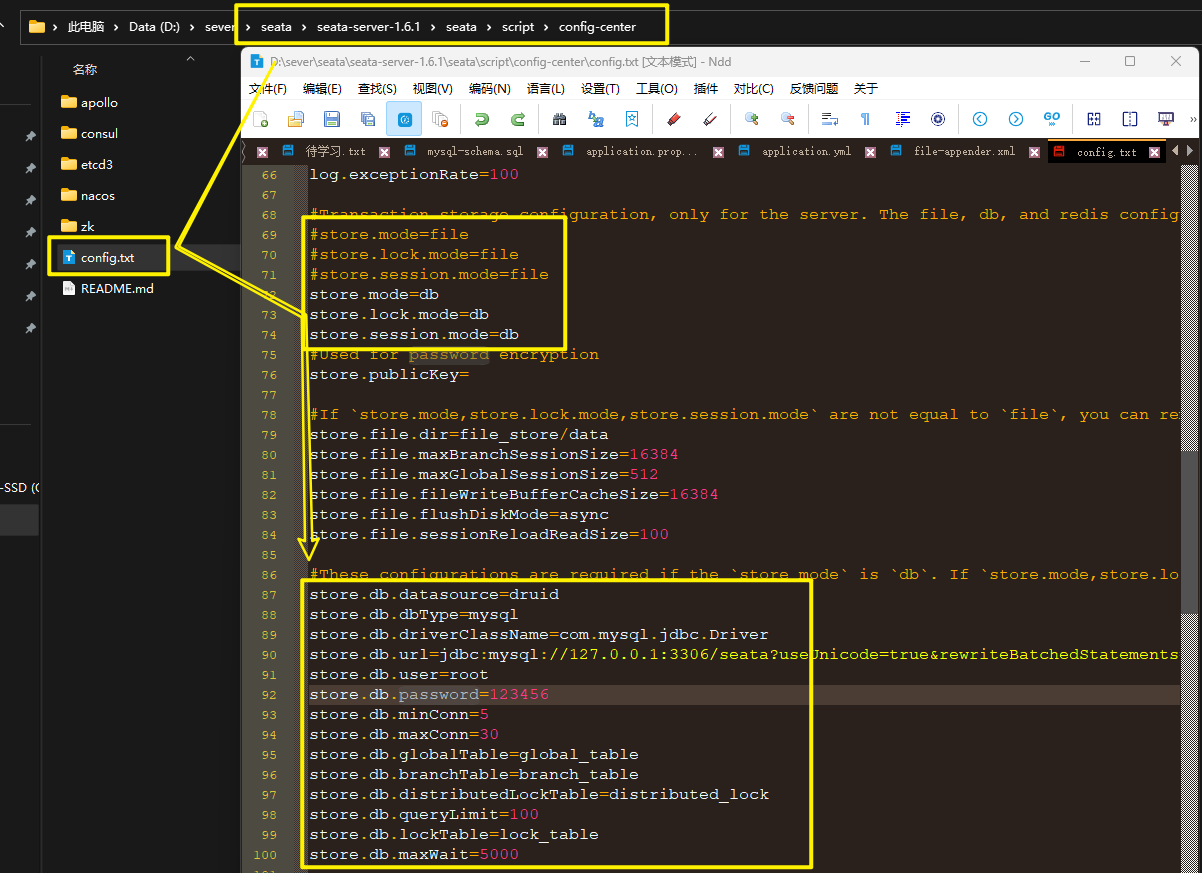 此电脑 Data (D:) sever seata seata-server-1.6.1 seata script config-center
名称
apollo
consul
etcd3
nacos
zk
config.txt
README.md
-SSD (C
D:\sever\seata\seata-server-1.6.1\seata\script\config-center\config.txt [文本模式] - Ndd
文件(F) 编辑(E) 查找(S) 视图(V) 编码(N) 语言(L) 设置(T) 工具(O) 插件 对比(C) 反馈问题 关于
GO
待学习.txt mysql-schema.sql application.prop... application.yml file-appender.xml config.txt
66 log.exceptionRate=100
67
68 #Transaction storage configuration, only for the server. The file, db, and redis config
69 #store.mode=file
70 #store.lock.mode=file
71 #store.session.mode=file
72 store.mode=db
73 store.lock.mode=db
74 store.session.mode=db
75 #Used for password encryption
76 store.publicKey=
77
78 #If `store.mode,store.lock.mode,store.session.mode` are not equal to `file`, you can re
79 store.file.dir=file_store/data
80 store.file.maxBranchSessionSize=16384
81 store.file.maxGlobalSessionSize=512
82 store.file.fileWriteBufferCacheSize=16384
83 store.file.flushDiskMode=async
84 store.file.sessionReloadReadSize=100
85
86 #These configurations are required if the `store mode` is `db`. If `store.mode,store.lo
87 store.db.datasource=druid
88 store.db.dbType=mysql
89 store.db.driverClassName=com.mysql.jdbc.Driver
90 store.db.url=jdbc:mysql://127.0.0.1:3306/seata?useUnicode=true&rewriteBatchedStatements
91 store.db.user=root
92 store.db.password=123456
93 store.db.minConn=5
94 store.db.maxConn=30
95 store.db.globalTable=global_table
96 store.db.branchTable=branch_table
97 store.db.distributedLockTable=distributed_lock
98 store.db.queryLimit=100
99 store.db.lockTable=lock_table
100 store.db.maxWait=5000